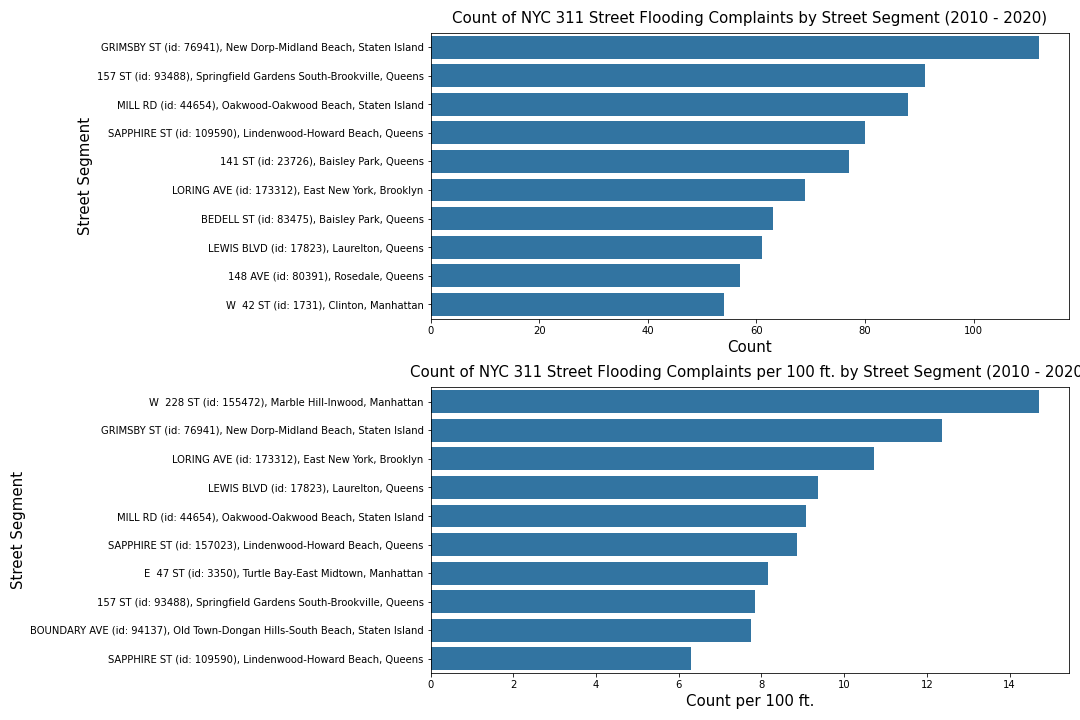 Count of NYC 311 Street Flooding Complaints by Street Segment (2010 - 2020)
Street Segment
GRIMSBY ST (id: 76941), New Dorp-Midland Beach, Staten Island
157 ST (id: 93488), Springfield Gardens South-Brookville, Queens
MILL RD (id: 44654), Oakwood-Oakwood Beach, Staten Island
SAPPHIRE ST (id: 109590), Lindenwood-Howard Beach, Queens
141 ST (id: 23726), Baisley Park, Queens
LORING AVE (id: 173312), East New York, Brooklyn
BEDELL ST (id: 83475), Baisley Park, Queens
LEWIS BLVD (id: 17823), Laurelton, Queens
148 AVE (id: 80391), Rosedale, Queens
W  42 ST (id: 1731), Clinton, Manhattan
0 20 40 60 80 100
Count
Count of NYC 311 Street Flooding Complaints per 100 ft. by Street Segment (2010 - 2020
Street Segment
W  228 ST (id: 155472), Marble Hill-Inwood, Manhattan
GRIMSBY ST (id: 76941), New Dorp-Midland Beach, Staten Island
LORING AVE (id: 173312), East New York, Brooklyn
LEWIS BLVD (id: 17823), Laurelton, Queens
MILL RD (id: 44654), Oakwood-Oakwood Beach, Staten Island
SAPPHIRE ST (id: 157023), Lindenwood-Howard Beach, Queens
E  47 ST (id: 3350), Turtle Bay-East Midtown, Manhattan
157 ST (id: 93488), Springfield Gardens South-Brookville, Queens
BOUNDARY AVE (id: 94137), Old Town-Dongan Hills-South Beach, Staten Island
SAPPHIRE ST (id: 109590), Lindenwood-Howard Beach, Queens
0 2 4 6 8 10 12 14
Count per 100 ft.